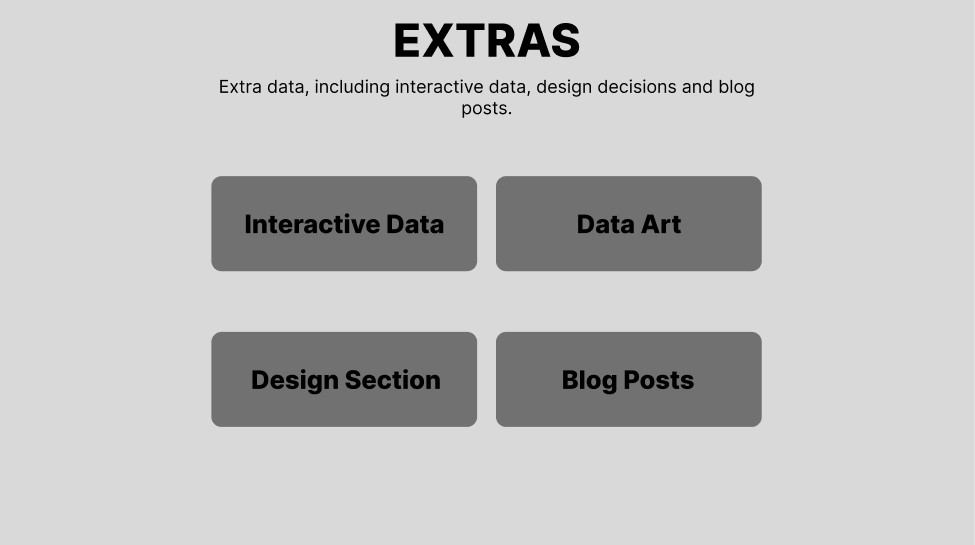 EXTRAS
Extra data, including interactive data, design decisions and blog
posts.
Interactive Data
Data Art
Design Section
Blog Posts